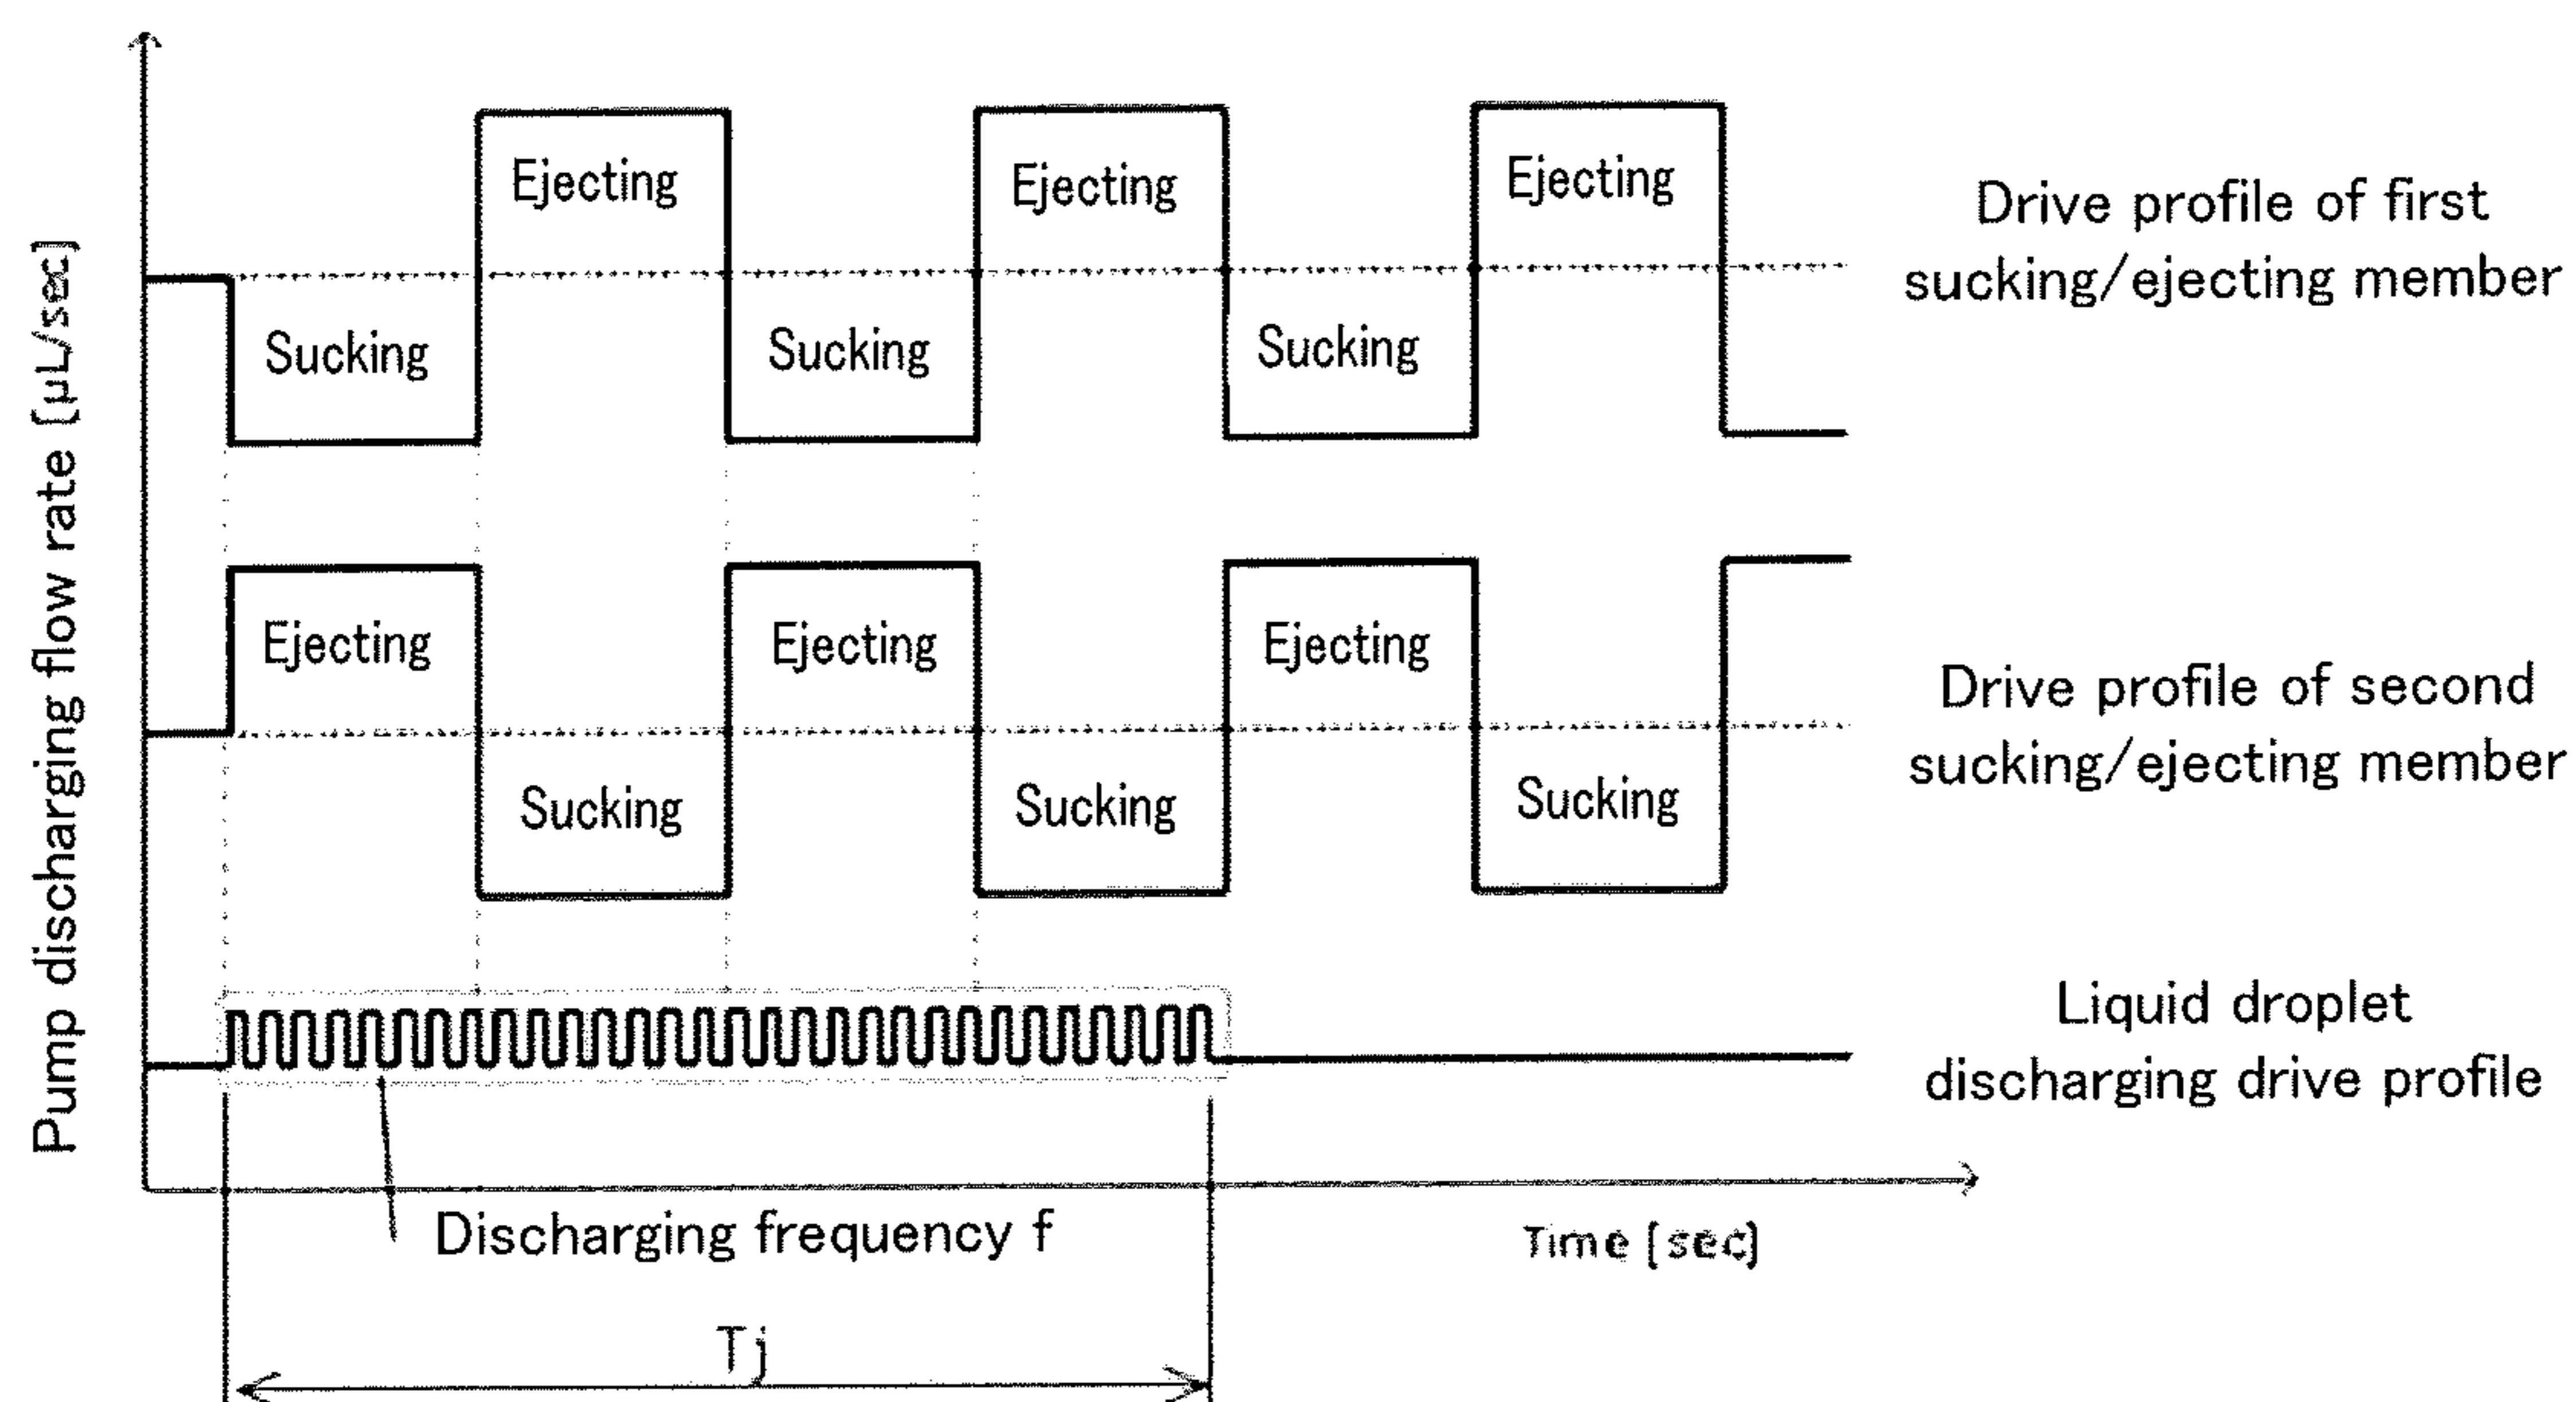 Pump discharging flow rate [µL/sec]
Ejecting Ejecting Ejecting
Sucking Sucking Sucking
Drive profile of first
sucking/ejecting member
Ejecting Ejecting Ejecting
Sucking Sucking Sucking
Drive profile of second
sucking/ejecting member
Liquid droplet
discharging drive profile
Discharging frequency f
Time [sec]
Tj